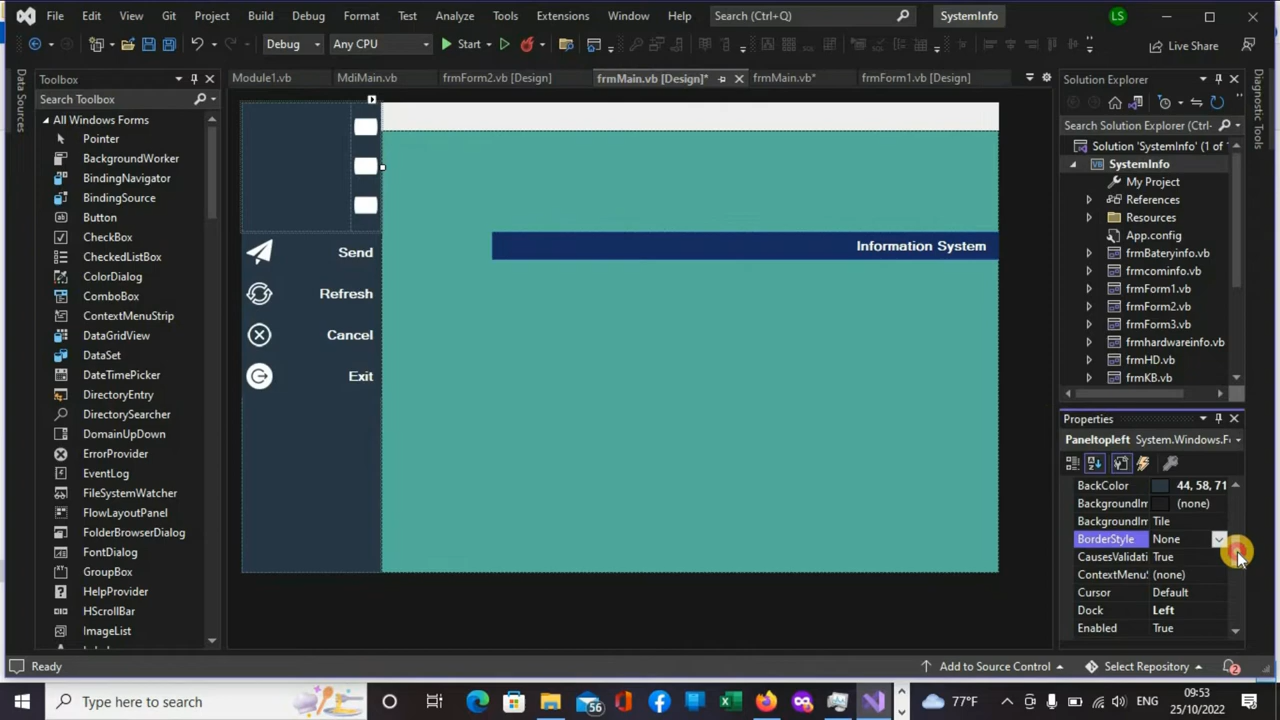 File Edit View Git Project Build Debug Format Test Analyze Tools Extensions Window Help Search (Ctrl+Q) SystemInfo LS
Debug Any CPU Start Live Share
Data Sources
Toolbox
Search Toolbox
All Windows Forms
Pointer
BackgroundWorker
BindingNavigator
BindingSource
Button
CheckBox
CheckedListBox
ColorDialog
ComboBox
ContextMenuStrip
DataGridView
DataSet
DateTimePicker
DirectoryEntry
DirectorySearcher
DomainUpDown
ErrorProvider
EventLog
FileSystemWatcher
FlowLayoutPanel
FolderBrowserDialog
FontDialog
GroupBox
HelpProvider
HScrollBar
ImageList
Module1.vb MdiMain.vb frmForm2.vb [Design] frmMain.vb [Design]* frmMain.vb* frmForm1.vb [Design]
Information System
Send
Refresh
Cancel
Exit
Solution Explorer
Search Solution Explorer (Ctrl+
Solution 'SystemInfo' (1 of
SystemInfo
My Project
References
Resources
App.config
frmBateryinfo.vb
frmcominfo.vb
frmForm1.vb
frmForm2.vb
frmForm3.vb
frmhardwareinfo.vb
frmHD.vb
frmKB.vb
Diagnostic Tools
Properties
Paneltopleft System.Windows.F
BackColor 44, 58, 71
BackgroundIm (none)
BackgroundIm Tile
BorderStyle None
CausesValidati True
ContextMenuS (none)
Cursor Default
Dock Left
Enabled True
Ready Add to Source Control Select Repository 2
Type here to search 56 77°F ENG 09:53
25/10/2022